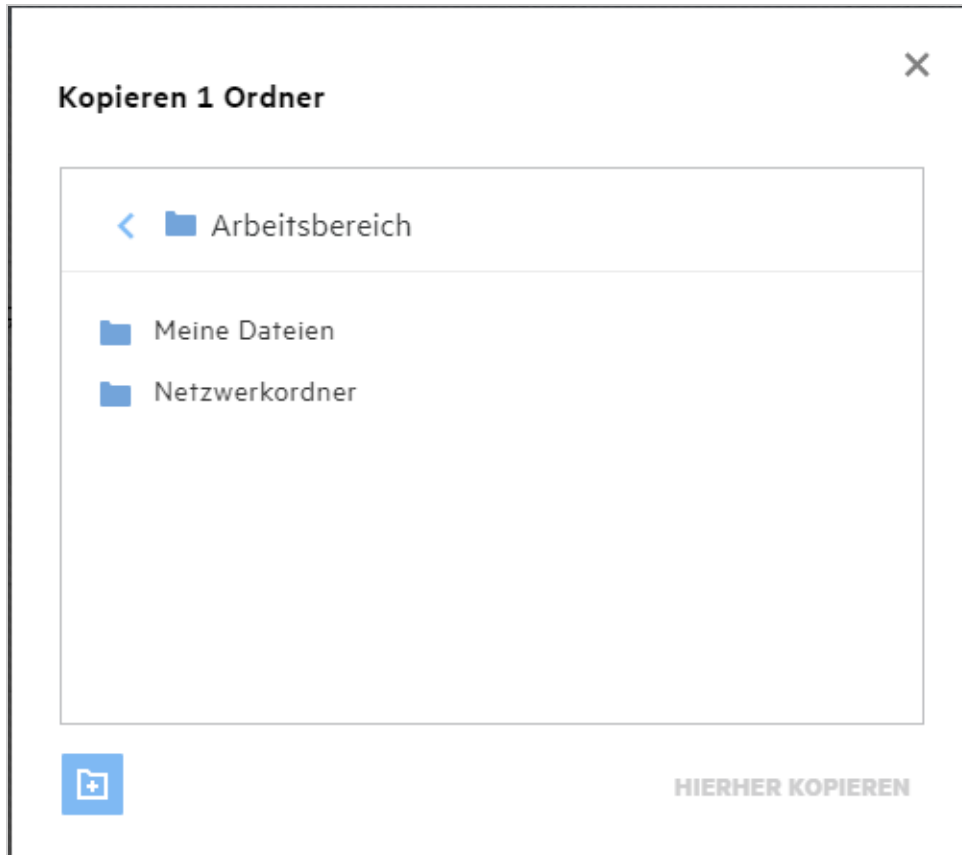 Kopieren 1 Ordner
Arbeitsbereich
Meine Dateien
Netzwerkordner
HIERHER KOPIEREN